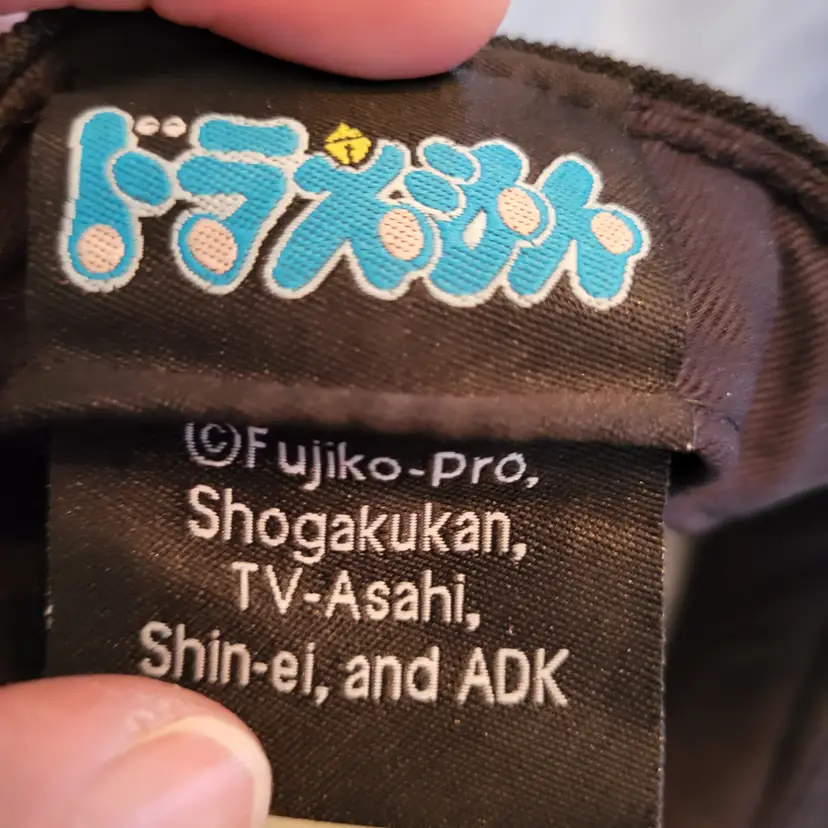 ドラえもん
©Fujiko-Pro,
Shogakukan,
TV-Asahi,
Shin-ei, and ADK